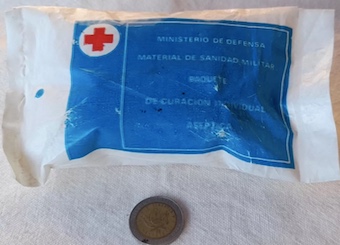 MINISTERIO DE DEFENSA
MATERIAL DE SANIDAD MILITAR
PAQUETE
DE CURACION INDIVIDUAL